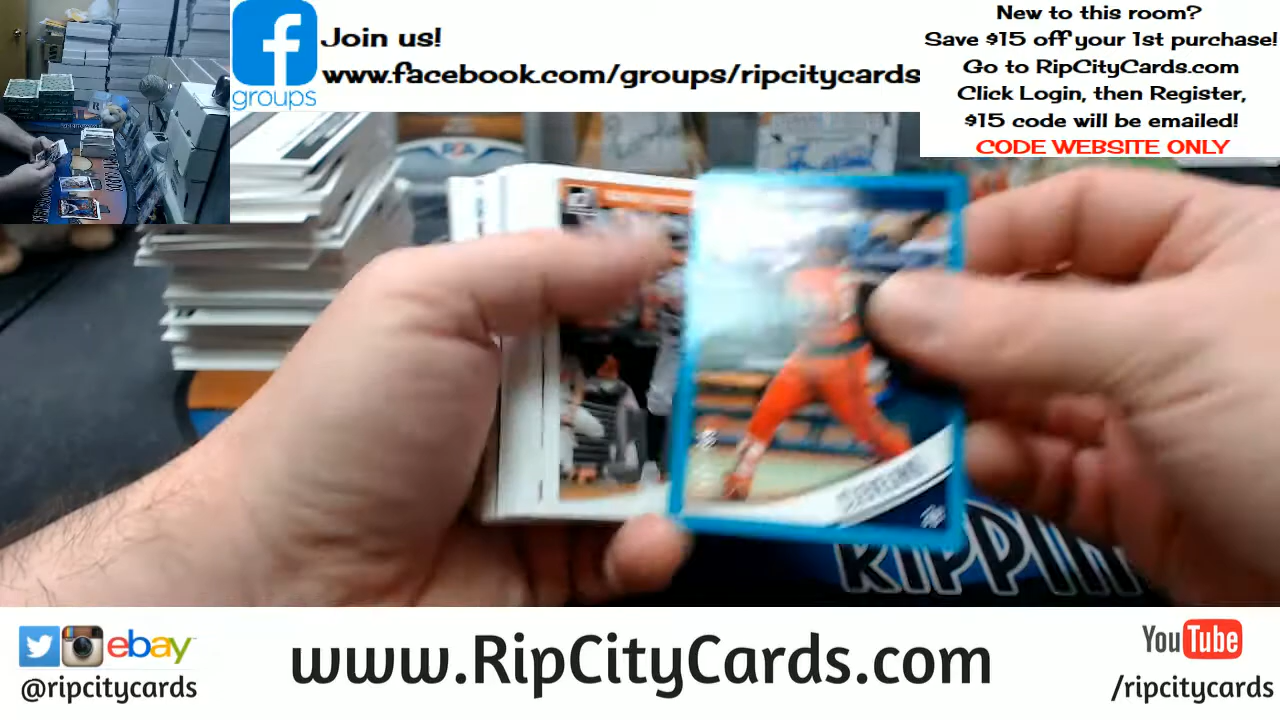 Join us!
www.facebook.com/groups/ripcitycards
groups
New to this room?
Save $15 off your 1st purchase!
Go to RipCityCards.com
Click Login, then Register,
$15 code will be emailed!
CODE WEBSITE ONLY
RIPPIN
ebay
@ripcitycards
www.RipCityCards.com
YouTube
/ripcitycards